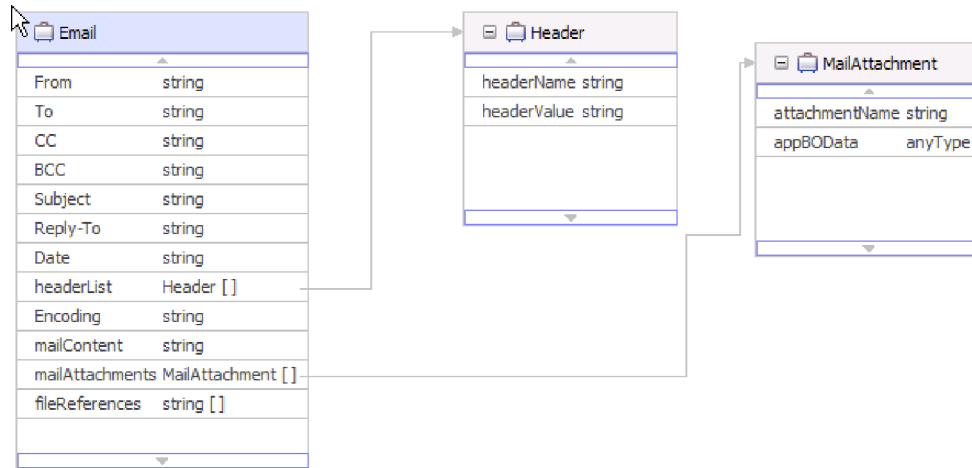 Email
From string
To string
CC string
BCC string
Subject string
Reply-To string
Date string
headerList Header []
Encoding string
mailContent string
mailAttachments MailAttachment []
fileReferences string []
Header
headerName string
headerValue string
MailAttachment
attachmentName string
appBOData anyType